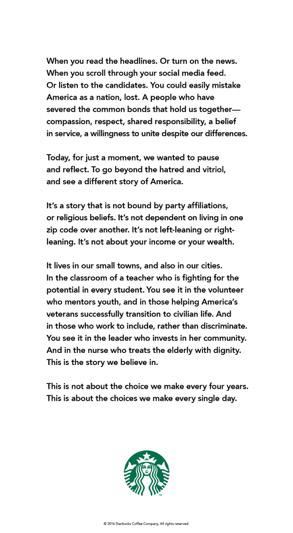 When you read the headlines. Or turn on the news.
When you scroll through your social media feed.
Or listen to the candidates. You could easily mistake
America as a nation, lost. A people who have
severed the common bonds that hold us together—
compassion, respect, shared responsibility, a belief
in service, a willingness to unite despite our differences.
Today, for just a moment, we wanted to pause
and reflect. To go beyond the hatred and vitriol,
and see a different story of America.
It's a story that is not bound by party affiliations,
or religious beliefs. It's not dependent on living in one
zip code over another. It's not left-leaning or right-
leaning. It's not about your income or your wealth.
It lives in our small towns, and also in our cities.
In the classroom of a teacher who is fighting for the
potential in every student. You see it in the volunteer
who mentors youth, and in those helping America's
veterans successfully transition to civilian life. And
in those who work to include, rather than discriminate.
You see it in the leader who invests in her community.
And in the nurse who treats the elderly with dignity.
This is the story we believe in.
This is not about the choice we make every four years.
This is about the choices we make every single day.
© 2016 Starbucks Coffee Company. All rights reserved.